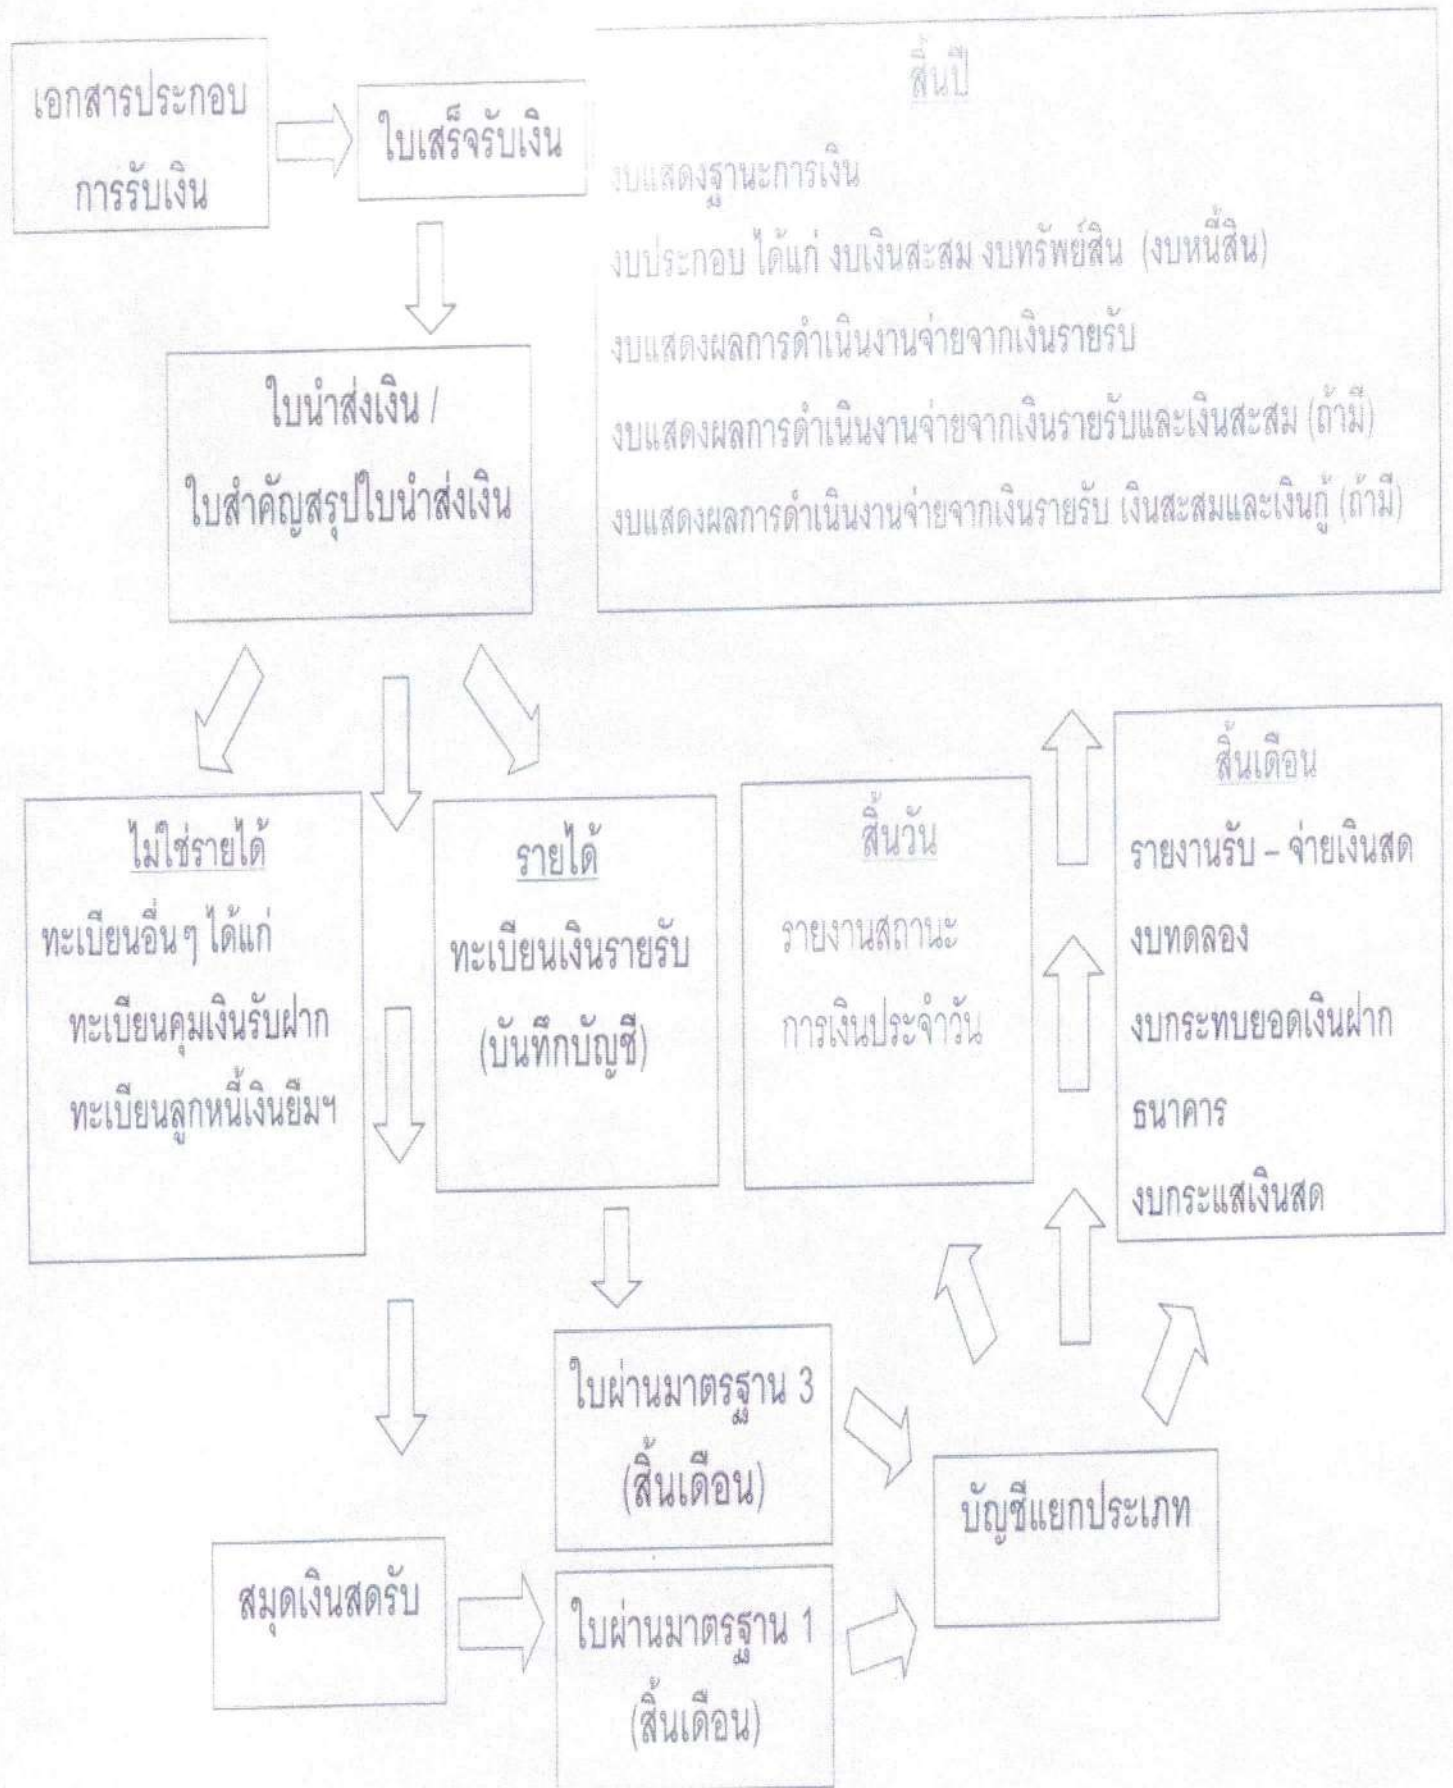 เอกสารประกอบ
การรับเงิน
ใบเสร็จรับเงิน
สิ้นปี
งบแสดงฐานะการเงิน
งบประกอบ ได้แก่ งบเงินสะสม งบทรัพย์สิน (งบหนี้สิน)
งบแสดงผลการดำเนินงานจ่ายจากเงินรายรับ
งบแสดงผลการดำเนินงานจ่ายจากเงินรายรับและเงินสะสม (ถ้ามี)
งบแสดงผลการดำเนินงานจ่ายจากเงินรายรับ เงินสะสมและเงินกู้ (ถ้ามี)
ใบนำส่งเงิน /
ใบสำคัญสรุปใบนำส่งเงิน
ไม่ใช่รายได้
ทะเบียนอื่นๆ ได้แก่
ทะเบียนคุมเงินรับฝาก
ทะเบียนลูกหนี้เงินยืมฯ
รายได้
ทะเบียนเงินรายรับ
(บันทึกบัญชี)
สิ้นวัน
รายงานสถานะ
การเงินประจำวัน
สิ้นเดือน
รายงานรับ – จ่ายเงินสด
งบทดลอง
งบกระทบยอดเงินฝาก
ธนาคาร
งบกระแสเงินสด
ใบผ่านมาตรฐาน 3
(สิ้นเดือน)
บัญชีแยกประเภท
สมุดเงินสดรับ
ใบผ่านมาตรฐาน 1
(สิ้นเดือน)